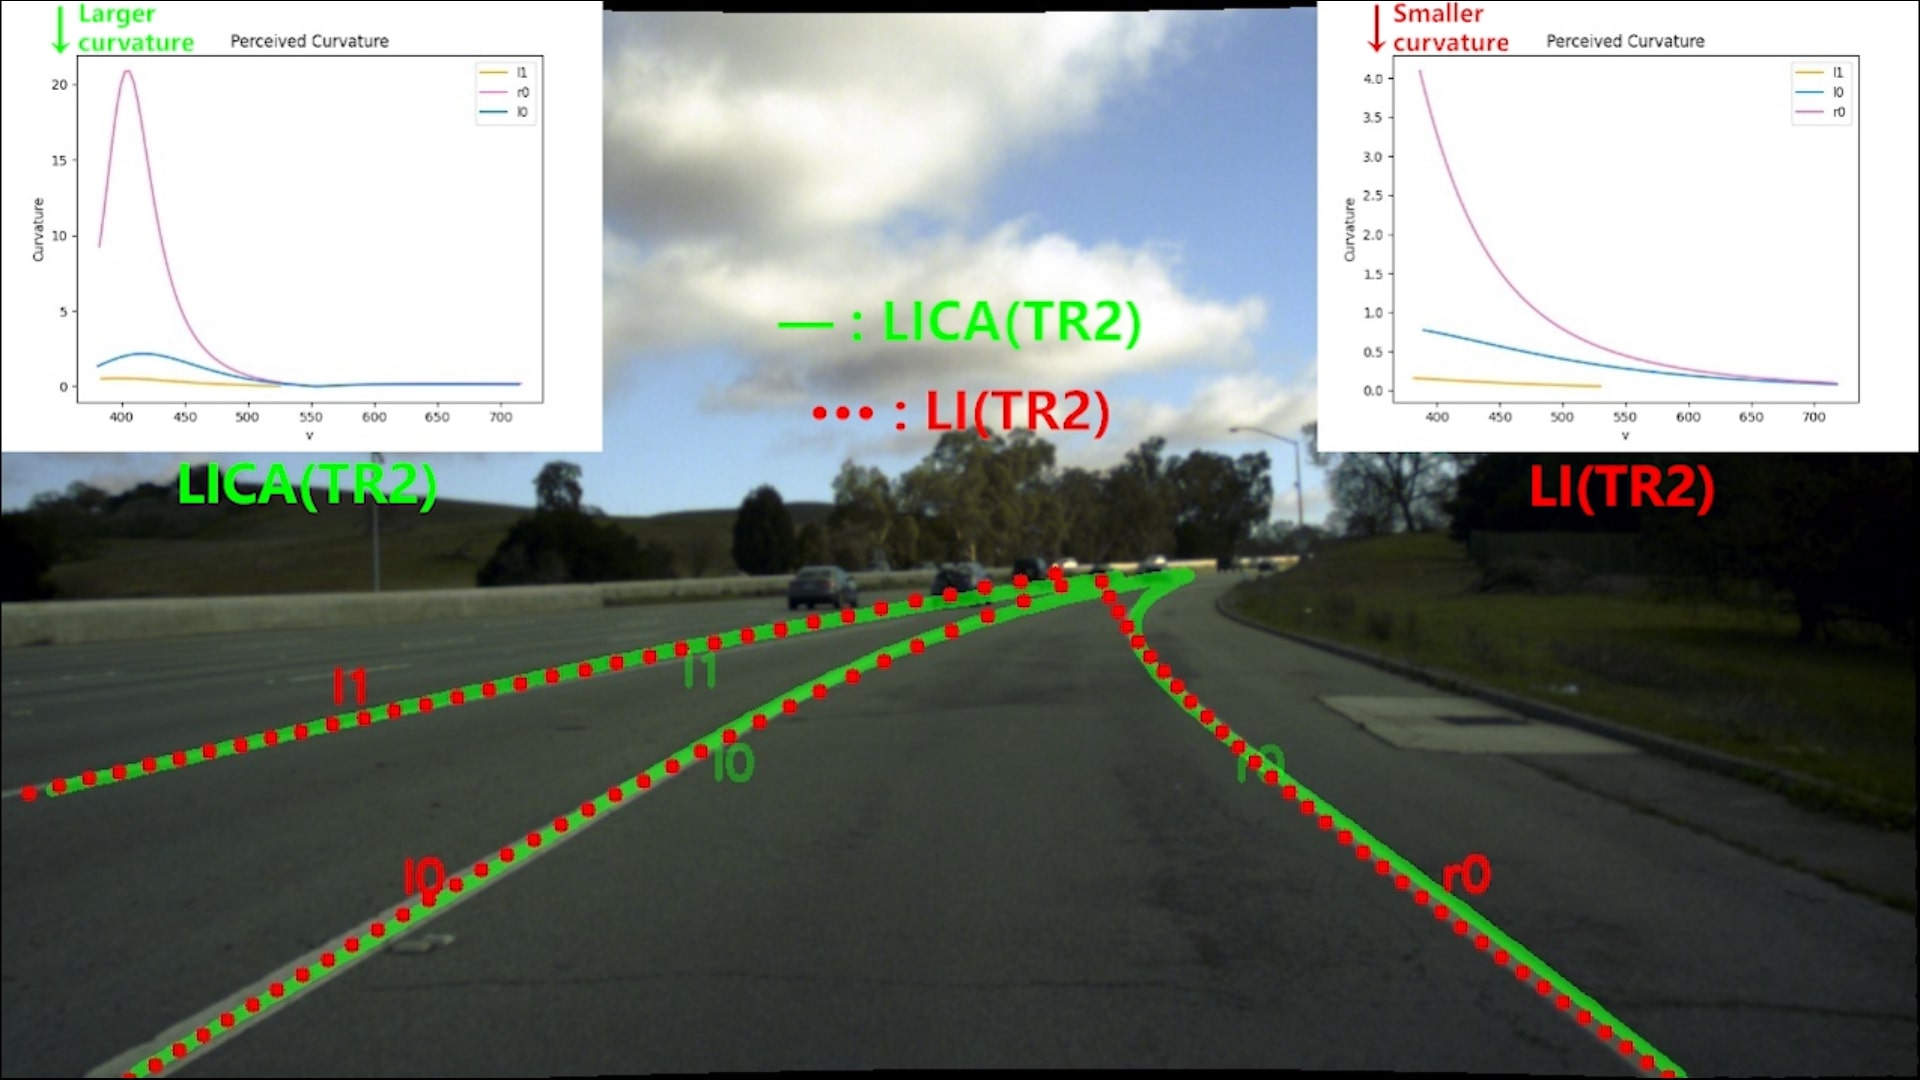 Larger
curvature
Perceived Curvature
l1
r0
l0
20
15
10
5
0
Curvature
400 450 500 550 600 650 700
v
LICA(TR2)
— : LICA(TR2)
••• : LI(TR2)
Smaller
curvature
Perceived Curvature
l1
l0
r0
4.0
3.5
3.0
2.5
2.0
1.5
1.0
0.5
0.0
Curvature
400 450 500 550 600 650 700
v
LI(TR2)
l1
l1
l0
r0
l0
r0